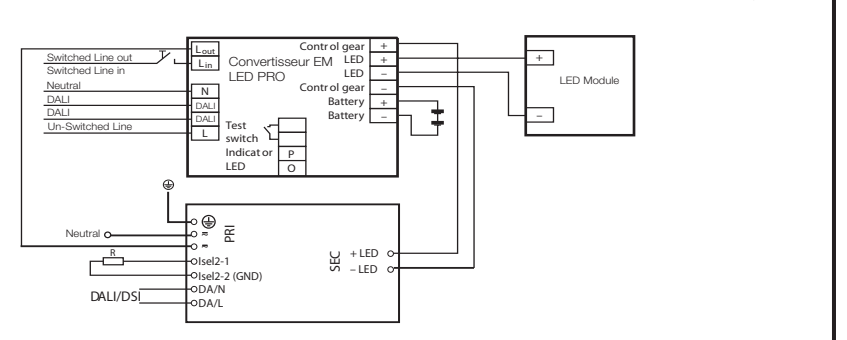 Switched Line out
Switched Line in
Neutral
DALI
DALI
Un-Switched Line
Lout
Lin
N
DALI
DALI
L
Convertisseur EM
LED PRO
Control gear +
LED +
LED –
Control gear –
Battery +
Battery –
Test
switch
Indicator
LED
P
O
+
LED Module
–
Neutral
PRI
≂
≂
R
Isel2-1
Isel2-2 (GND)
DALI/DSI
DA/N
DA/L
SEC
+ LED
– LED